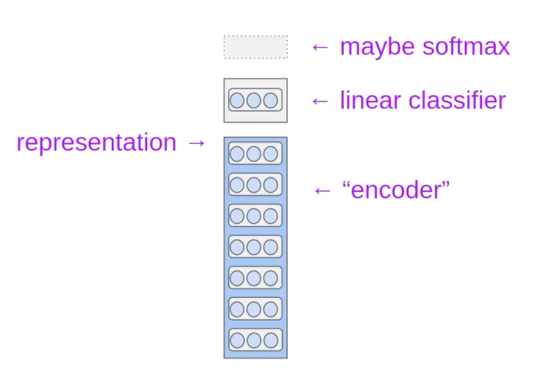 ← maybe softmax
← linear classifier
representation →
← “encoder”